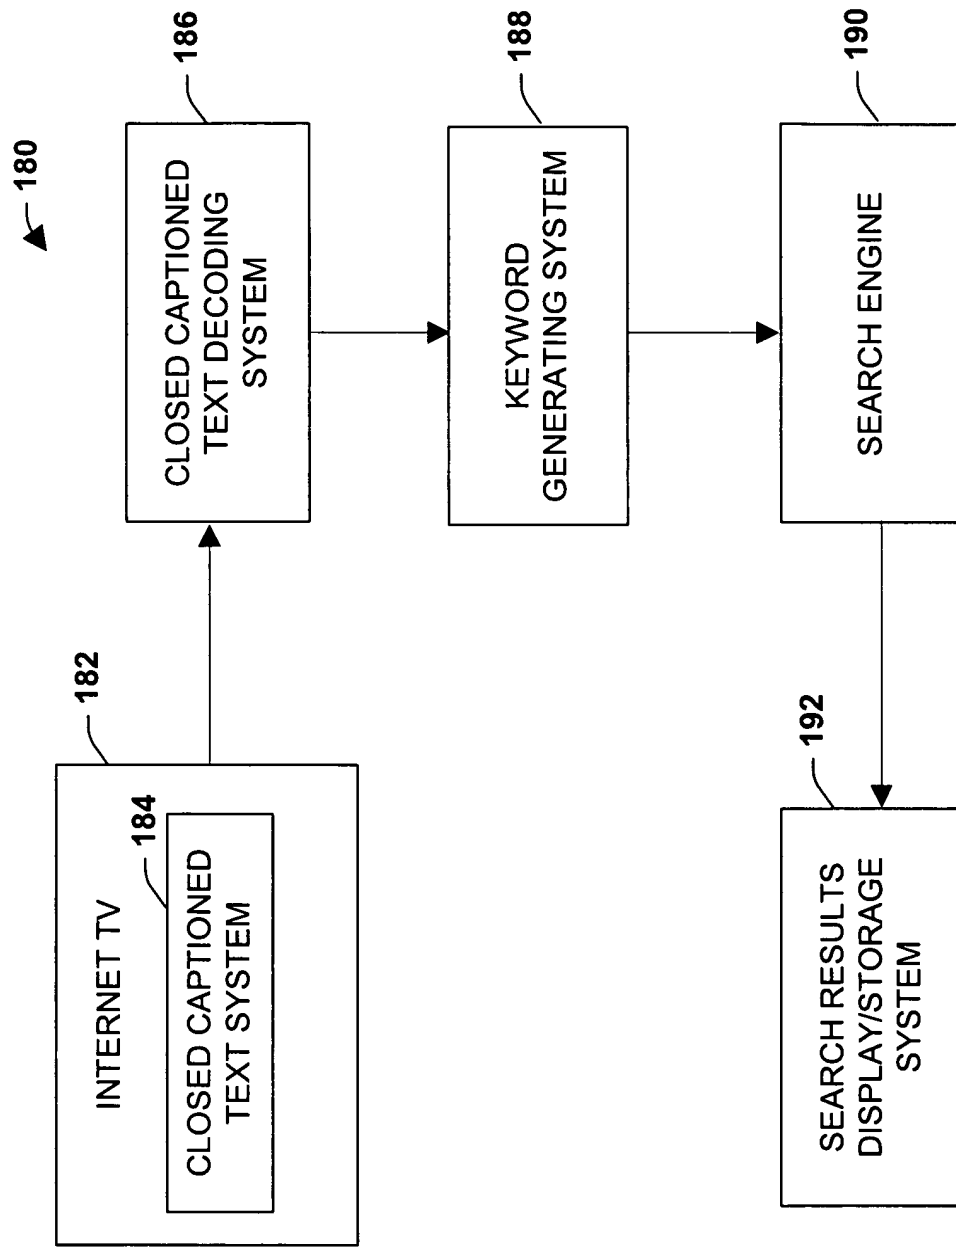 180
INTERNET TV
182
CLOSED CAPTIONED
TEXT SYSTEM
184
CLOSED CAPTIONED
TEXT DECODING
SYSTEM
186
KEYWORD
GENERATING SYSTEM
188
SEARCH ENGINE
190
SEARCH RESULTS
DISPLAY/STORAGE
SYSTEM
192